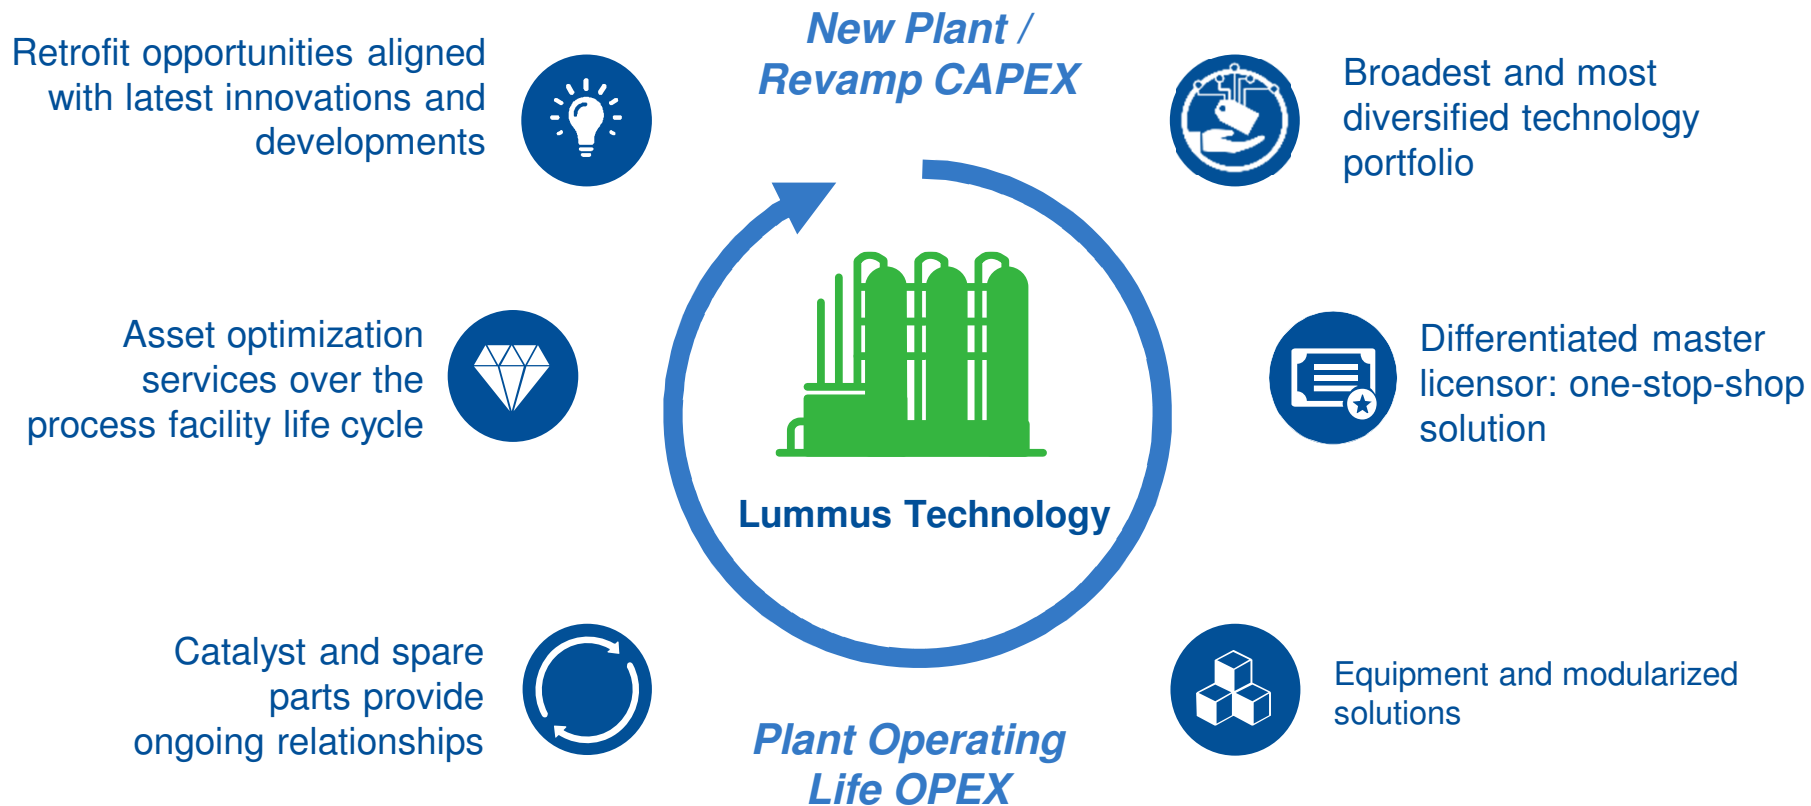 New Plant /
Revamp CAPEX
Retrofit opportunities aligned
with latest innovations and
developments
Broadest and most
diversified technology
portfolio
Asset optimization
services over the
process facility life cycle
Differentiated master
licensor: one-stop-shop
solution
Lummus Technology
Catalyst and spare
parts provide
ongoing relationships
Equipment and modularized
solutions
Plant Operating
Life OPEX